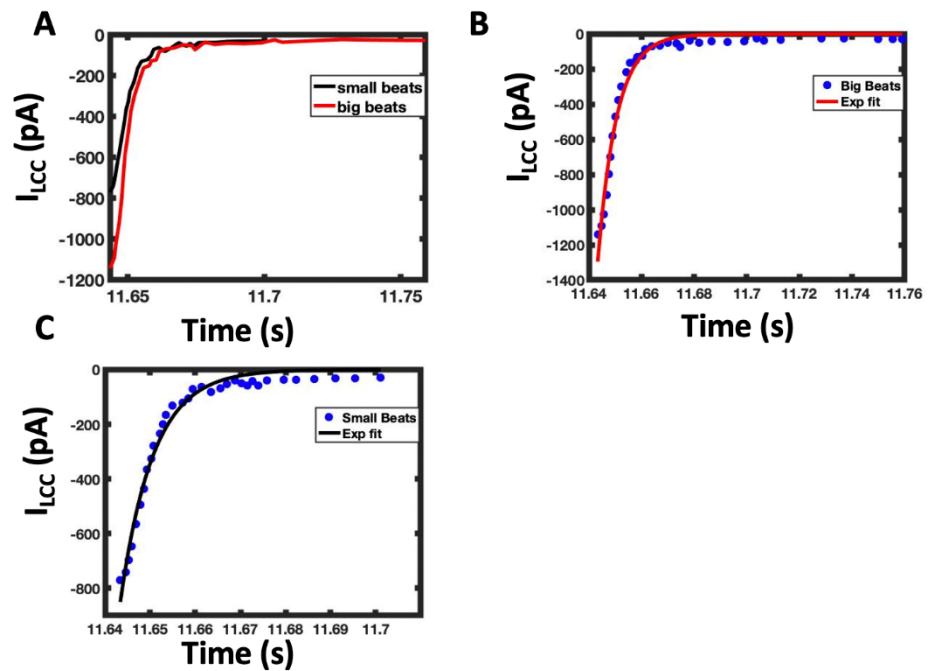 A
0
-200
-400
-600
-800
-1000
-1200
11.65
11.7
11.75
I_LCC (pA)
Time (s)
small beats
big beats
B
0
-200
-400
-600
-800
-1000
-1200
-1400
11.64
11.66
11.68
11.7
11.72
11.74
11.76
I_LCC (pA)
Time (s)
Big Beats
Exp fit
C
0
-200
-400
-600
-800
11.64
11.65
11.66
11.67
11.68
11.69
11.7
I_LCC (pA)
Time (s)
Small Beats
Exp fit